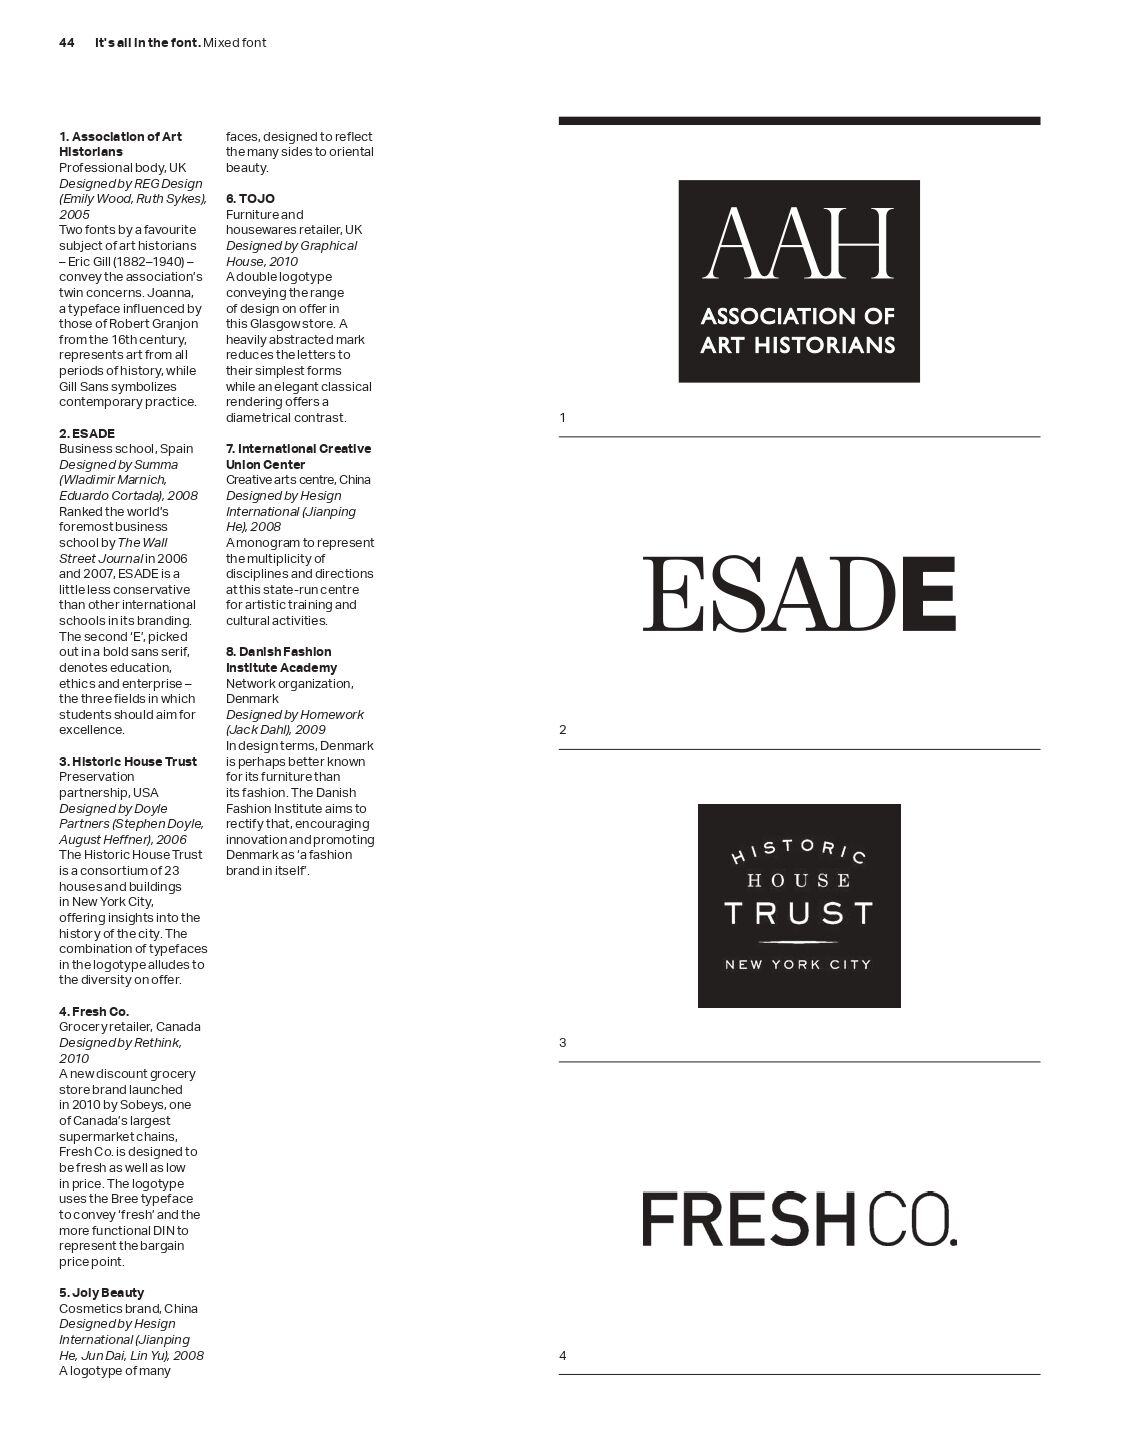 44 It's all in the font. Mixed font
1. Association of Art
Historians
Professional body, UK
Designed by REG Design
(Emily Wood, Ruth Sykes),
2005
Two fonts by a favourite
subject of art historians
– Eric Gill (1882–1940) –
convey the association’s
twin concerns. Joanna,
a typeface influenced by
those of Robert Granjon
from the 16th century,
represents art from all
periods of history, while
Gill Sans symbolizes
contemporary practice.
2. ESADE
Business school, Spain
Designed by Summa
(Wladimir Marnich,
Eduardo Cortada), 2008
Ranked the world’s
foremost business
school by The Wall
Street Journal in 2006
and 2007, ESADE is a
little less conservative
than other international
schools in its branding.
The second ‘E’, picked
out in a bold sans serif,
denotes education,
ethics and enterprise –
the three fields in which
students should aim for
excellence.
3. Historic House Trust
Preservation
partnership, USA
Designed by Doyle
Partners (Stephen Doyle,
August Heffner), 2006
The Historic House Trust
is a consortium of 23
houses and buildings
in New York City,
offering insights into the
history of the city. The
combination of typefaces
in the logotype alludes to
the diversity on offer.
4. Fresh Co.
Grocery retailer, Canada
Designed by Rethink,
2010
A new discount grocery
store brand launched
in 2010 by Sobeys, one
of Canada’s largest
supermarket chains,
Fresh Co. is designed to
be fresh as well as low
in price. The logotype
uses the Bree typeface
to convey ‘fresh’ and the
more functional DIN to
represent the bargain
price point.
5. Joly Beauty
Cosmetics brand, China
Designed by Hesign
International (Jianping
He, Jun Dai, Lin Yu), 2008
A logotype of many
faces, designed to reflect
the many sides to oriental
beauty.
6. TOJO
Furniture and
housewares retailer, UK
Designed by Graphical
House, 2010
A double logotype
conveying the range
of design on offer in
this Glasgow store. A
heavily abstracted mark
reduces the letters to
their simplest forms
while an elegant classical
rendering offers a
diametrical contrast.
7. International Creative
Union Center
Creative arts centre, China
Designed by Hesign
International (Jianping
He), 2008
A monogram to represent
the multiplicity of
disciplines and directions
at this state-run centre
for artistic training and
cultural activities.
8. Danish Fashion
Institute Academy
Network organization,
Denmark
Designed by Homework
(Jack Dahl), 2009
In design terms, Denmark
is perhaps better known
for its furniture than
its fashion. The Danish
Fashion Institute aims to
rectify that, encouraging
innovation and promoting
Denmark as ‘a fashion
brand in itself’.
AAH
ASSOCIATION OF
ART HISTORIANS
1
ESADE
2
HISTORIC
HOUSE
TRUST
NEW YORK CITY
3
FRESHCO.
4